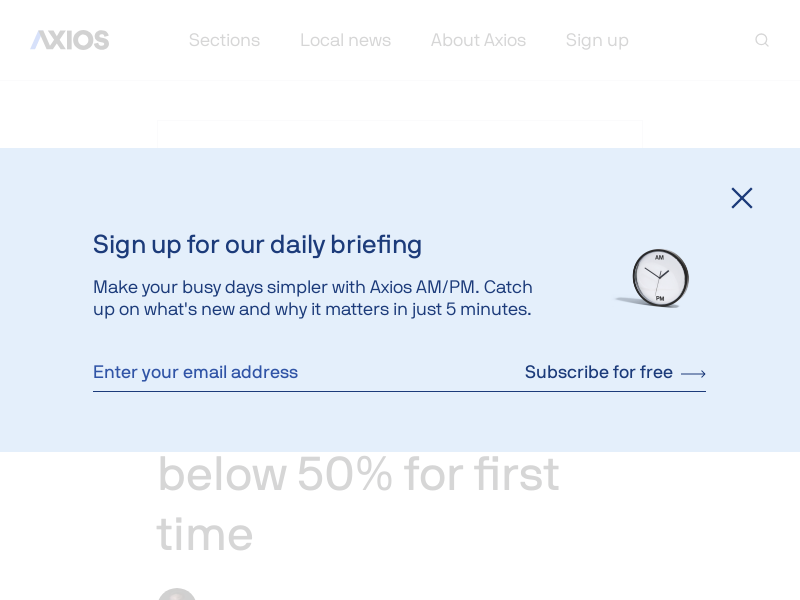 AXIOS
Sections
Local news
About Axios
Sign up
Sign up for our daily briefing
Make your busy days simpler with Axios AM/PM. Catch
up on what's new and why it matters in just 5 minutes.
AM
PM
Enter your email address
Subscribe for free
below 50% for first
time